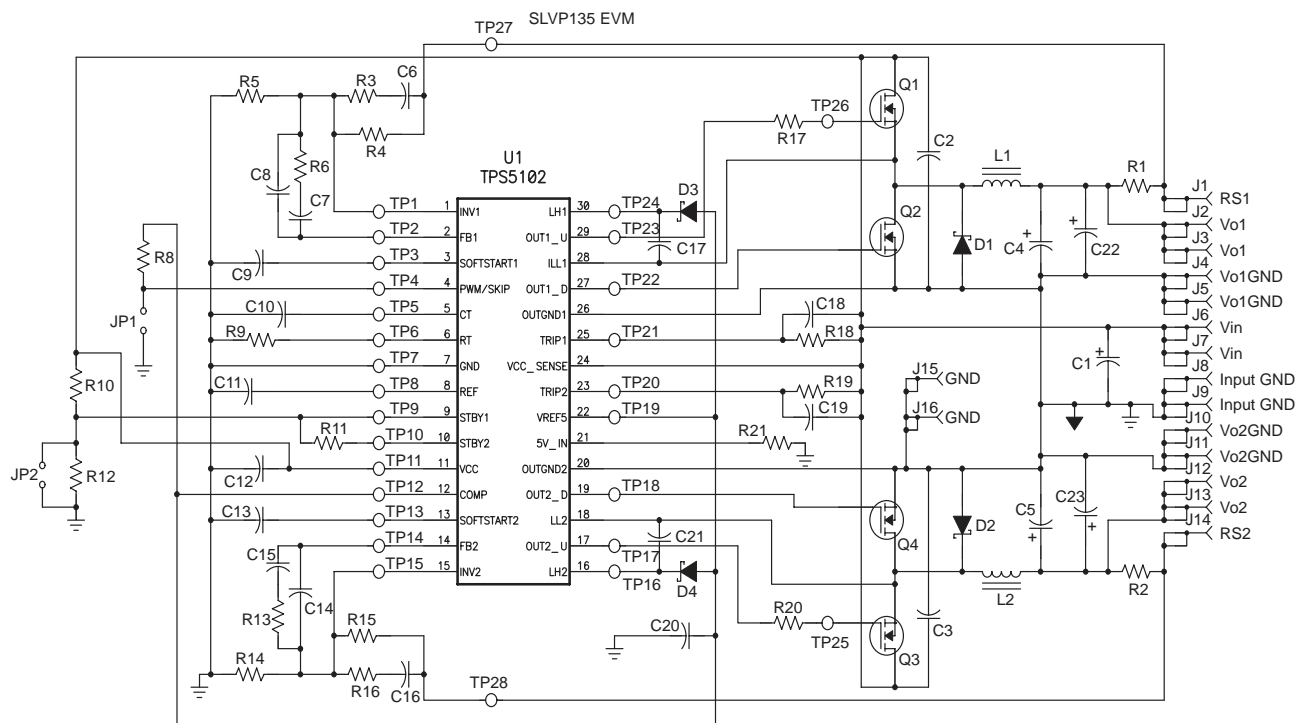 SLVP135 EVM
TP27
R5
R3
C6
R4
C8
R6
C7
Q1
TP26
R17
C2
L1
R1
Q2
D1
C4
C22
U1
TPS5102
TP1
1 INV1
TP2
2 FB1
TP3
3 SOFTSTART1
TP4
4 PWM/SKIP
TP5
5 CT
TP6
6 RT
TP7
7 GND
TP8
8 REF
TP9
9 STBY1
TP10
10 STBY2
TP11
11 VCC
TP12
12 COMP
TP13
13 SOFTSTART2
TP14
14 FB2
TP15
15 INV2
LH1 30
TP24
OUT1_U 29
TP23
ILL1 28
OUT1_D 27
TP22
OUTGND1 26
TRIP1 25
TP21
VCC_SENSE 24
TRIP2 23
TP20
VREF5 22
TP19
5V_IN 21
OUTGND2 20
OUT2_D 19
TP18
LL2 18
OUT2_U 17
TP17
LH2 16
TP16
D3
C17
C18
R18
R19
C19
R21
C21
D4
C20
R8
C9
C10
JP1
R9
R10
C11
R11
JP2
R12
C12
C13
C15
R13
C14
R15
R14
R16
C16
TP28
J15
GND
J16
GND
C1
Q4
D2
C5
C23
R20
TP25
Q3
C3
L2
R2
J1
RS1
J2
Vo1
J3
Vo1
J4
Vo1GND
J5
Vo1GND
J6
Vin
J7
Vin
J8
Input GND
J9
Input GND
J10
Vo2GND
J11
Vo2GND
J12
Vo2
J13
Vo2
J14
RS2